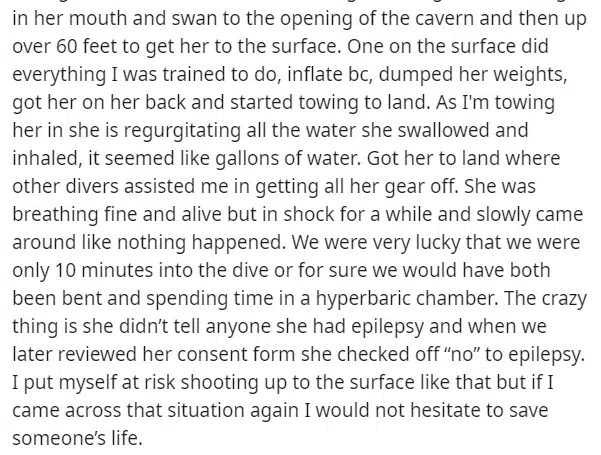 in her mouth and swan to the opening of the cavern and then up
over 60 feet to get her to the surface. One on the surface did
everything I was trained to do, inflate bc, dumped her weights,
got her on her back and started towing to land. As I'm towing
her in she is regurgitating all the water she swallowed and
inhaled, it seemed like gallons of water. Got her to land where
other divers assisted me in getting all her gear off. She was
breathing fine and alive but in shock for a while and slowly came
around like nothing happened. We were very lucky that we were
only 10 minutes into the dive or for sure we would have both
been bent and spending time in a hyperbaric chamber. The crazy
thing is she didn’t tell anyone she had epilepsy and when we
later reviewed her consent form she checked off “no” to epilepsy.
I put myself at risk shooting up to the surface like that but if I
came across that situation again I would not hesitate to save
someone’s life.